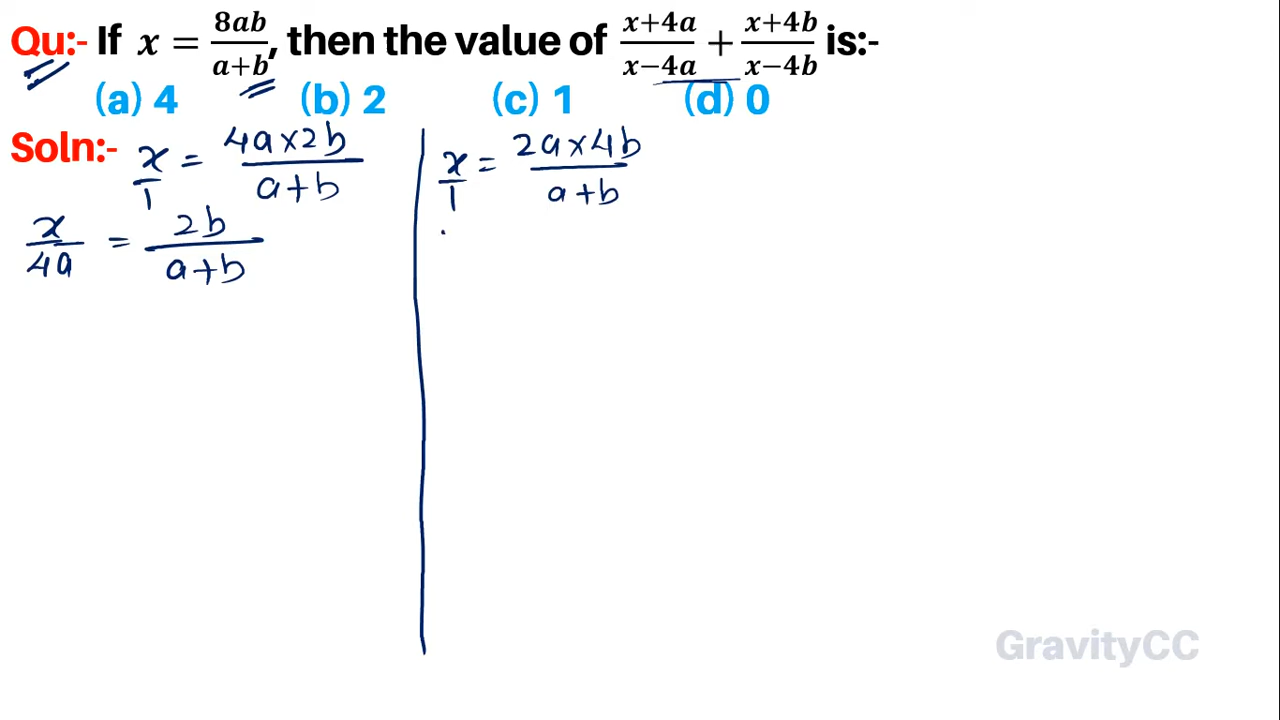 Qu:- If x = 8ab/(a+b), then the value of (x+4a)/(x−4a) + (x+4b)/(x−4b) is:-
(a) 4 (b) 2 (c) 1 (d) 0
Soln:- x/1 = (4a×2b)/(a+b)
x/4a = 2b/(a+b)
x/1 = (2a×4b)/(a+b)
GravityCC